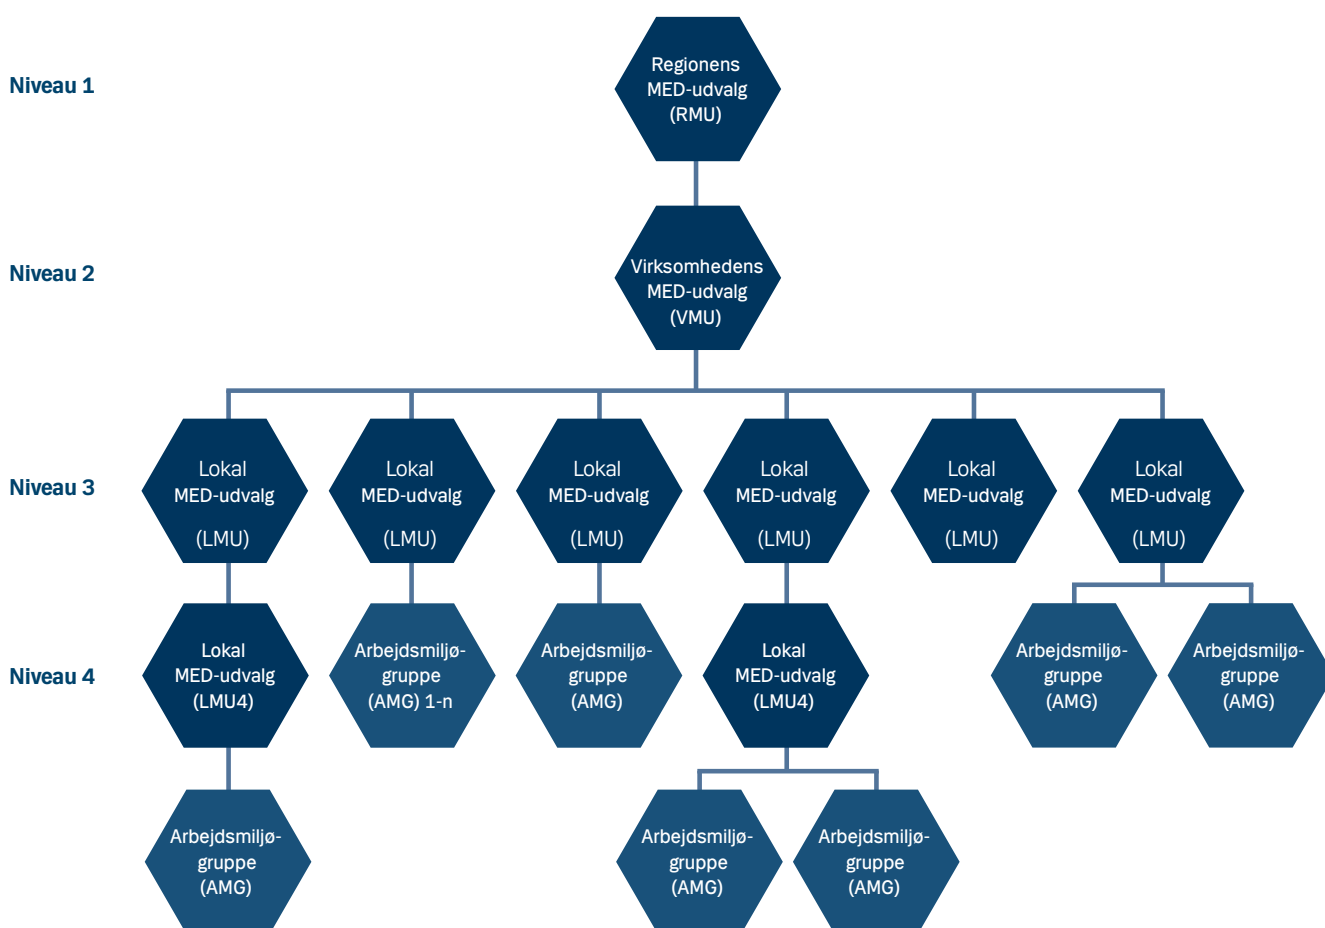 Niveau 1
Regionens
MED-udvalg
(RMU)
Niveau 2
Virksomhedens
MED-udvalg
(VMU)
Niveau 3
Lokal
MED-udvalg
(LMU)
Lokal
MED-udvalg
(LMU)
Lokal
MED-udvalg
(LMU)
Lokal
MED-udvalg
(LMU)
Lokal
MED-udvalg
(LMU)
Lokal
MED-udvalg
(LMU)
Niveau 4
Lokal
MED-udvalg
(LMU4)
Arbejdsmiljø-
gruppe
(AMG) 1-n
Arbejdsmiljø-
gruppe
(AMG)
Lokal
MED-udvalg
(LMU4)
Arbejdsmiljø-
gruppe
(AMG)
Arbejdsmiljø-
gruppe
(AMG)
Arbejdsmiljø-
gruppe
(AMG)
Arbejdsmiljø-
gruppe
(AMG)
Arbejdsmiljø-
gruppe
(AMG)